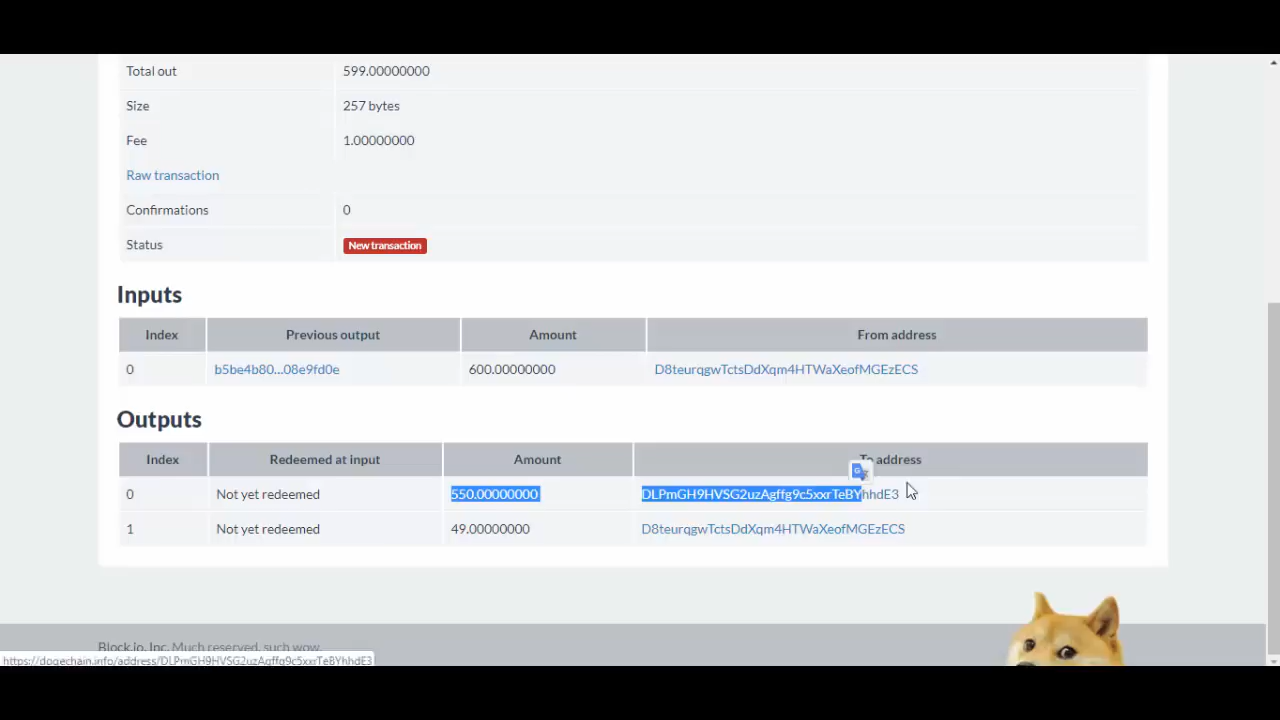 Total out 599.00000000
Size 257 bytes
Fee 1.00000000
Raw transaction
Confirmations 0
Status New transaction
Inputs
Index Previous output Amount From address
0 b5be4b80...08e9fd0e 600.00000000 D8teurqgwTctsDdXqm4HTWaXeofMGEzECS
Outputs
Index Redeemed at input Amount To address
0 Not yet redeemed 550.00000000 DLPmGH9HVSG2uzAgffg9c5xxrTeBYhhdE3
1 Not yet redeemed 49.00000000 D8teurqgwTctsDdXqm4HTWaXeofMGEzECS
Block.io, Inc. Much reserved, such wow.
https://dogechain.info/address/DLPmGH9HVSG2uzAgffg9c5xxrTeBYhhdE3